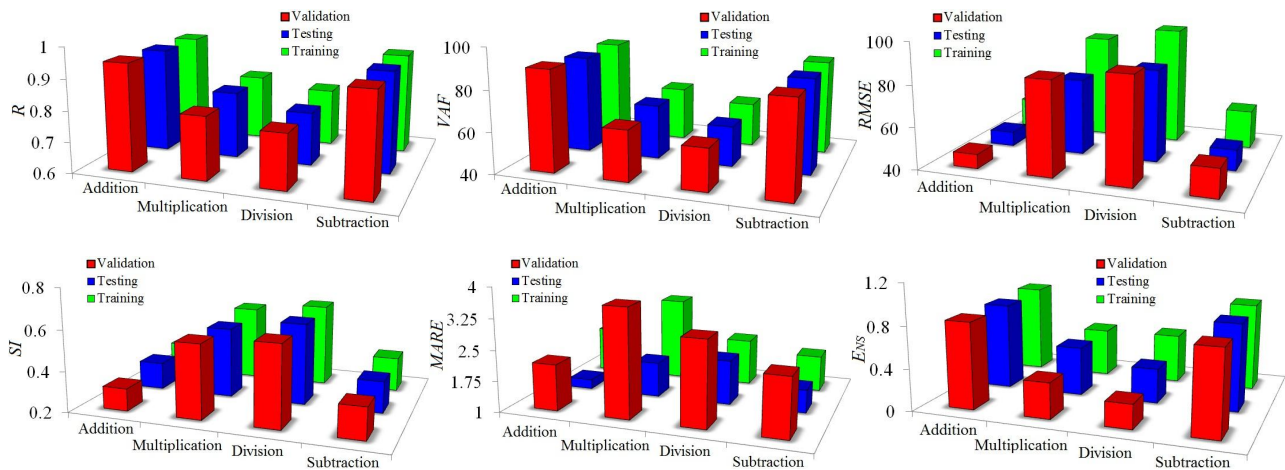 Validation
Testing
Training
R
1
0.9
0.8
0.7
0.6
Addition
Multiplication
Division
Subtraction
Validation
Testing
Training
VAF
100
80
60
40
Addition
Multiplication
Division
Subtraction
Validation
Testing
Training
RMSE
100
80
60
40
Addition
Multiplication
Division
Subtraction
Validation
Testing
Training
SI
0.8
0.6
0.4
0.2
Addition
Multiplication
Division
Subtraction
Validation
Testing
Training
MARE
4
3.25
2.5
1.75
1
Addition
Multiplication
Division
Subtraction
Validation
Testing
Training
ENS
1.2
0.8
0.4
0
Addition
Multiplication
Division
Subtraction